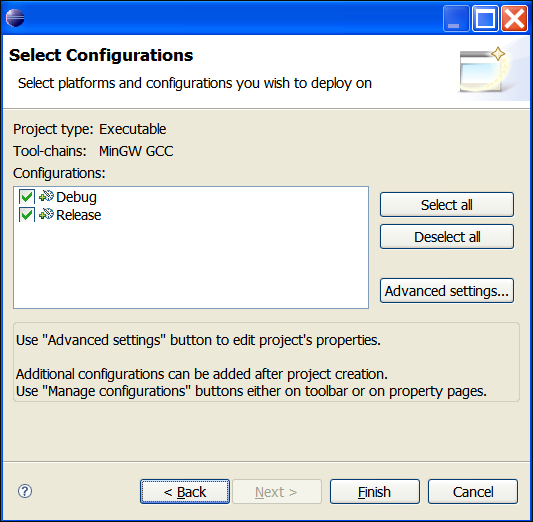 Select Configurations
Select platforms and configurations you wish to deploy on
Project type: Executable
Tool-chains: MinGW GCC
Configurations:
Debug
Release
Select all
Deselect all
Advanced settings...
Use "Advanced settings" button to edit project's properties.
Additional configurations can be added after project creation.
Use "Manage configurations" buttons either on toolbar or on property pages.
< Back
Next >
Finish
Cancel